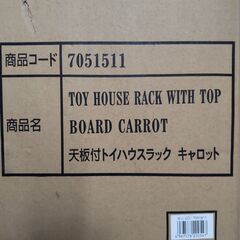 商品コード 7051511
TOY HOUSE RACK WITH TOP
商品名 BOARD CARROT
天板付トイハウスラック キャロット